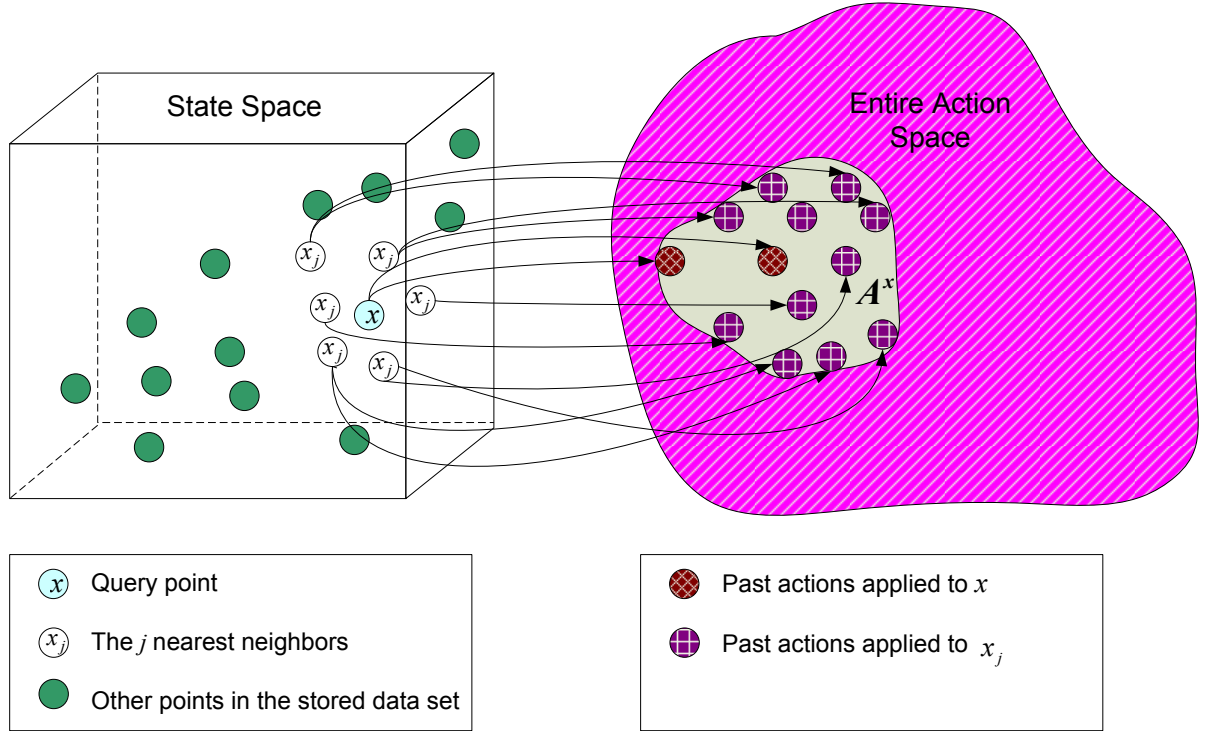 State Space
Entire Action
Space
x_j
x_j
x_j
x
x_j
x_j
x_j
A^x
x Query point
x_j The j nearest neighbors
Other points in the stored data set
Past actions applied to x
Past actions applied to x_j